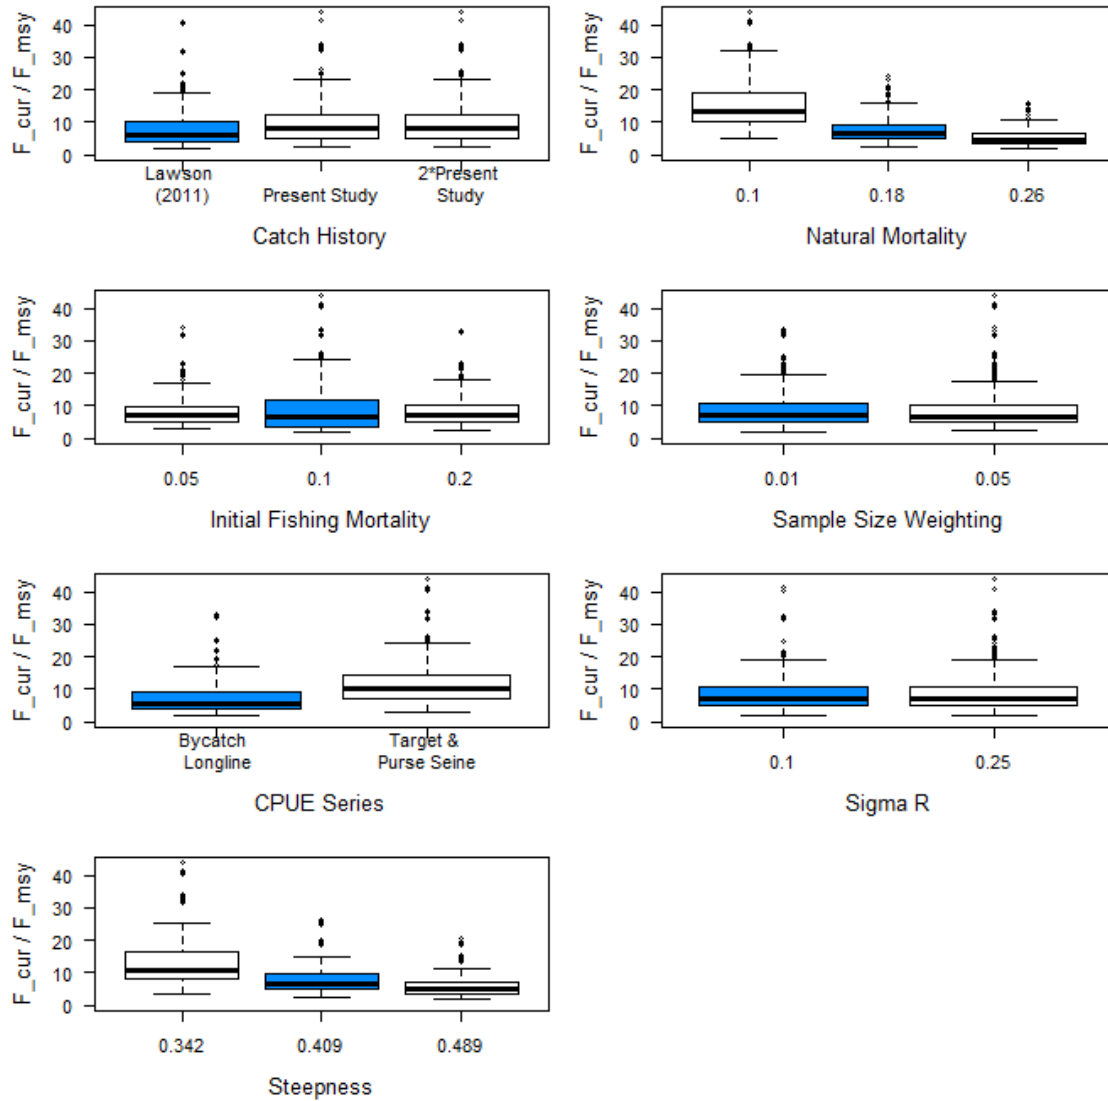 F_cur / F_msy
40
30
20
10
0
Lawson
(2011)
Present Study
2*Present
Study
Catch History
F_cur / F_msy
40
30
20
10
0
0.1
0.18
0.26
Natural Mortality
F_cur / F_msy
40
30
20
10
0
0.05
0.1
0.2
Initial Fishing Mortality
F_cur / F_msy
40
30
20
10
0
0.01
0.05
Sample Size Weighting
F_cur / F_msy
40
30
20
10
0
Bycatch
Longline
Target &
Purse Seine
CPUE Series
F_cur / F_msy
40
30
20
10
0
0.1
0.25
Sigma R
F_cur / F_msy
40
30
20
10
0
0.342
0.409
0.489
Steepness